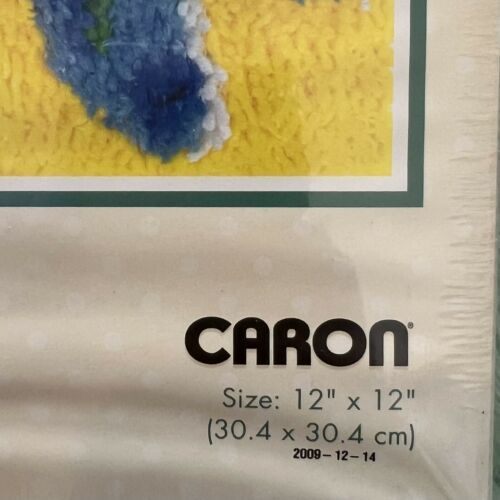 CARON®
Size: 12" x 12"
(30.4 x 30.4 cm)
2009-12-14